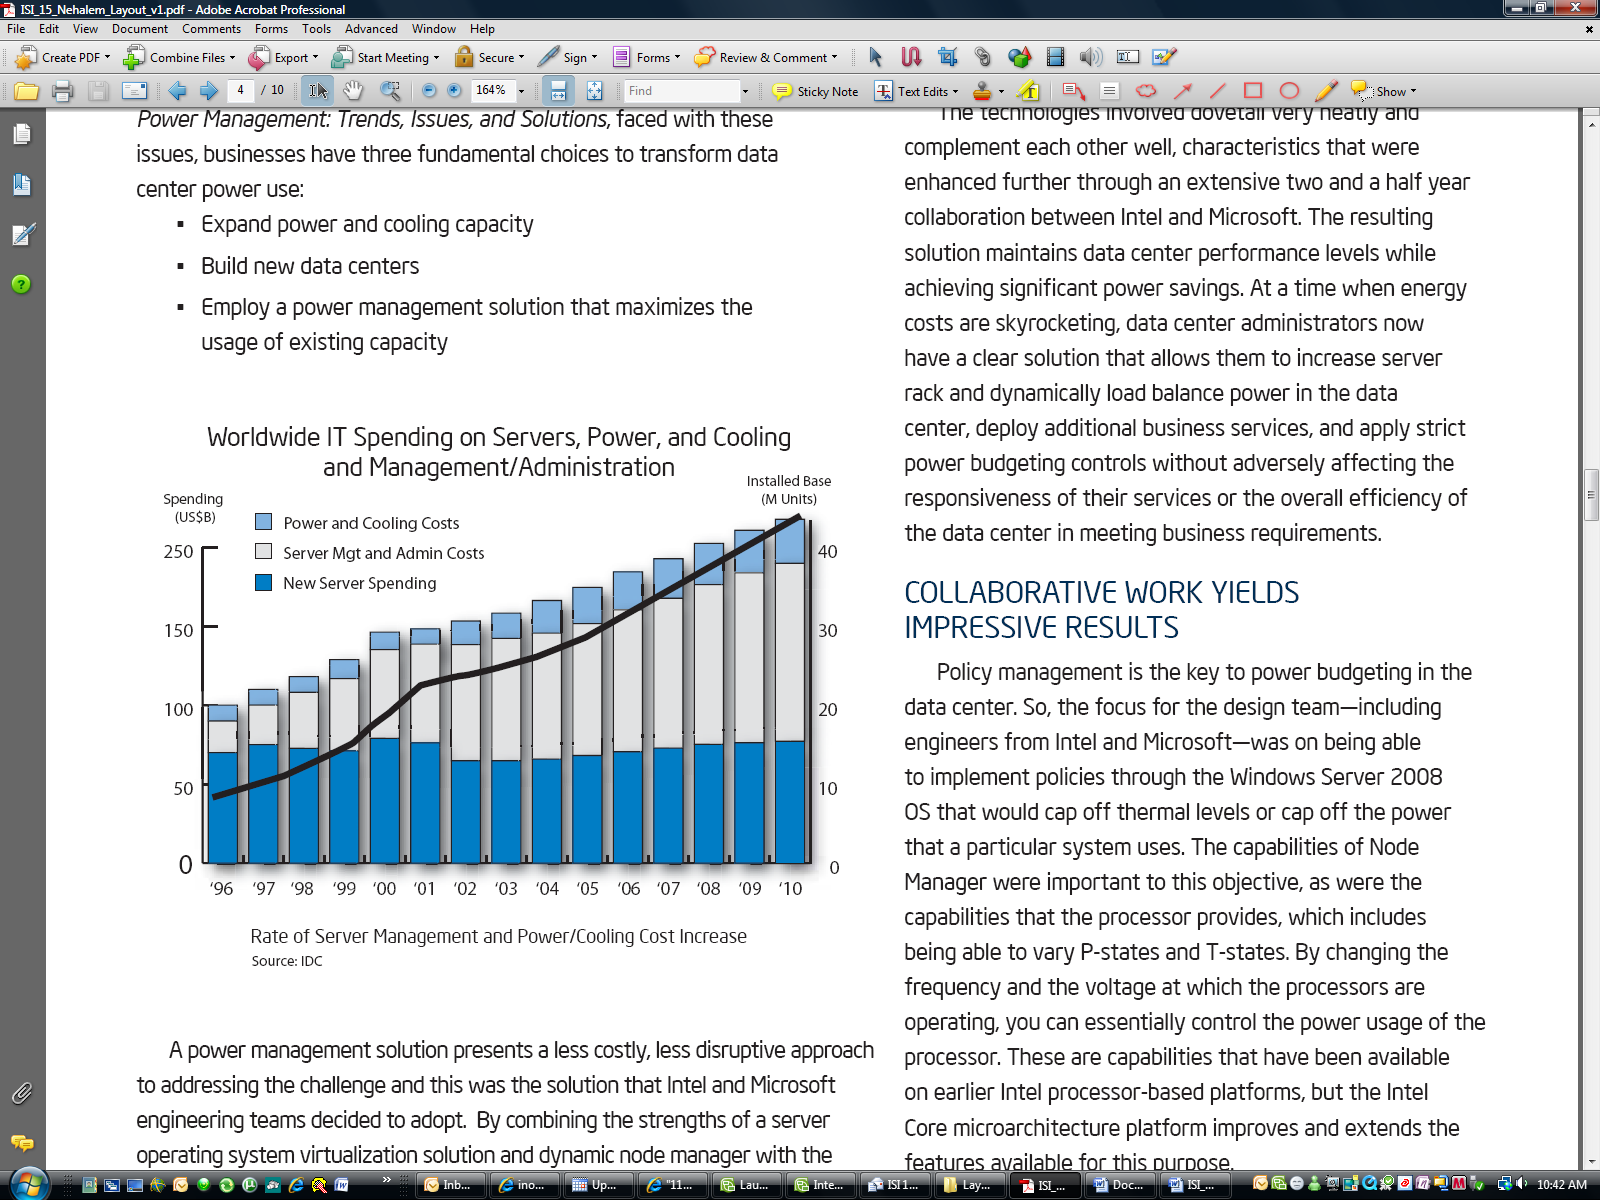 ISI_15_Nehalem_Layout_v1.pdf - Adobe Acrobat Professional
File Edit View Document Comments Forms Tools Advanced Window Help
Create PDF Combine Files Export Start Meeting Secure Sign Forms Review & Comment
4 / 10 164% Find Sticky Note Text Edits Show
Power Management: Trends, Issues, and Solutions, faced with these
issues, businesses have three fundamental choices to transform data
center power use:
▪ Expand power and cooling capacity
▪ Build new data centers
▪ Employ a power management solution that maximizes the
usage of existing capacity
Worldwide IT Spending on Servers, Power, and Cooling
and Management/Administration
Spending
(US$B)
Installed Base
(M Units)
Power and Cooling Costs
Server Mgt and Admin Costs
New Server Spending
250
150
100
50
0
40
30
20
10
0
'96 '97 '98 '99 '00 '01 '02 '03 '04 '05 '06 '07 '08 '09 '10
Rate of Server Management and Power/Cooling Cost Increase
Source: IDC
A power management solution presents a less costly, less disruptive approach
to addressing the challenge and this was the solution that Intel and Microsoft
engineering teams decided to adopt. By combining the strengths of a server
operating system virtualization solution and dynamic node manager with the
The technologies involved dovetail very neatly and
complement each other well, characteristics that were
enhanced further through an extensive two and a half year
collaboration between Intel and Microsoft. The resulting
solution maintains data center performance levels while
achieving significant power savings. At a time when energy
costs are skyrocketing, data center administrators now
have a clear solution that allows them to increase server
rack and dynamically load balance power in the data
center, deploy additional business services, and apply strict
power budgeting controls without adversely affecting the
responsiveness of their services or the overall efficiency of
the data center in meeting business requirements.
COLLABORATIVE WORK YIELDS
IMPRESSIVE RESULTS
Policy management is the key to power budgeting in the
data center. So, the focus for the design team—including
engineers from Intel and Microsoft—was on being able
to implement policies through the Windows Server 2008
OS that would cap off thermal levels or cap off the power
that a particular system uses. The capabilities of Node
Manager were important to this objective, as were the
capabilities that the processor provides, which includes
being able to vary P-states and T-states. By changing the
frequency and the voltage at which the processors are
operating, you can essentially control the power usage of the
processor. These are capabilities that have been available
on earlier Intel processor-based platforms, but the Intel
Core microarchitecture platform improves and extends the
features available for this purpose.
Inb... ino... Up... "11... Lau... Inte... ISI 1... Lay... ISI_... Doc... ISI_... 10:42 AM